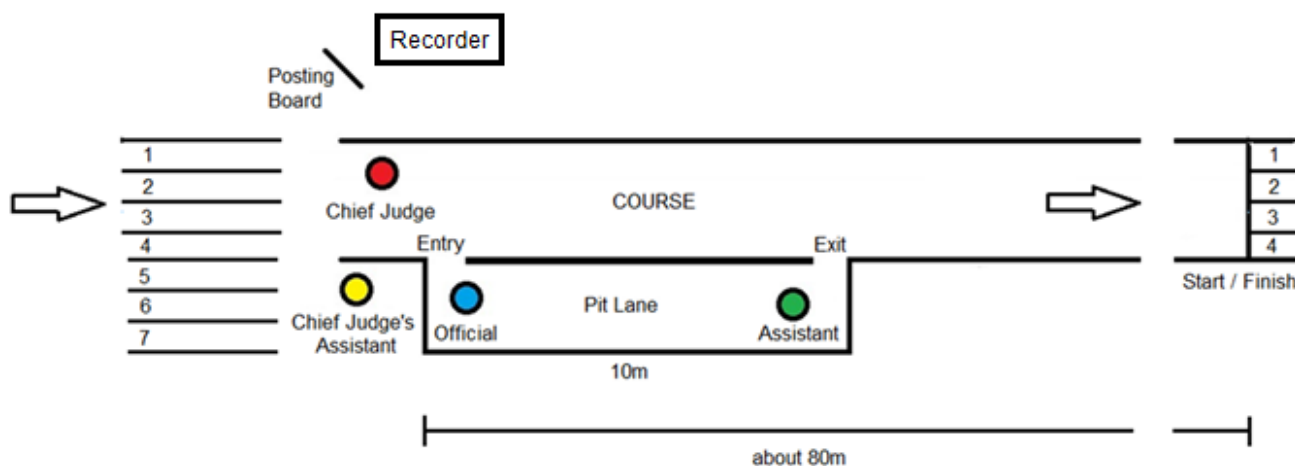 Recorder
Posting
Board
1
2
3
4
5
6
7
Chief Judge
COURSE
1
2
3
4
Entry
Exit
Start / Finish
Chief Judge's
Assistant
Official
Pit Lane
Assistant
10m
about 80m